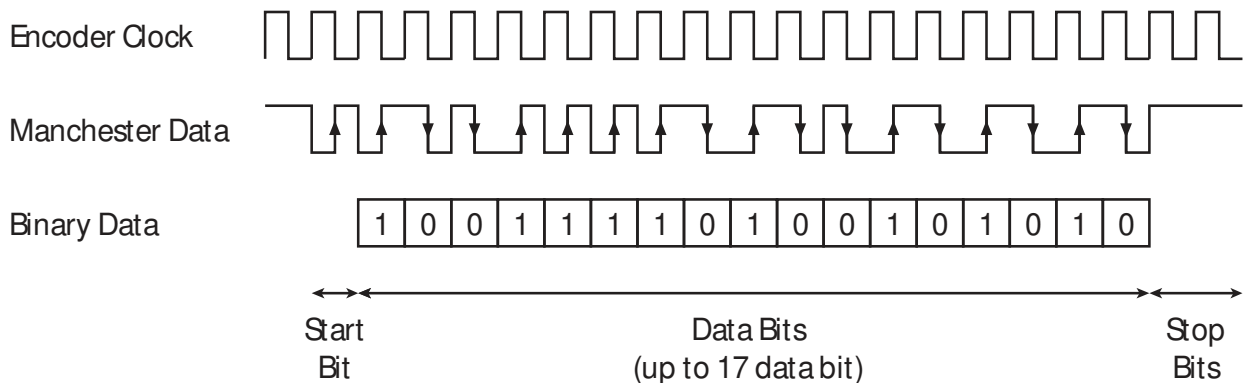 Encoder Clock
Manchester Data
Binary Data
1 0 0 1 1 1 1 0 1 0 0 1 0 1 0 1 0
Start
Bit
Data Bits
(up to 17 data bit)
Stop
Bits